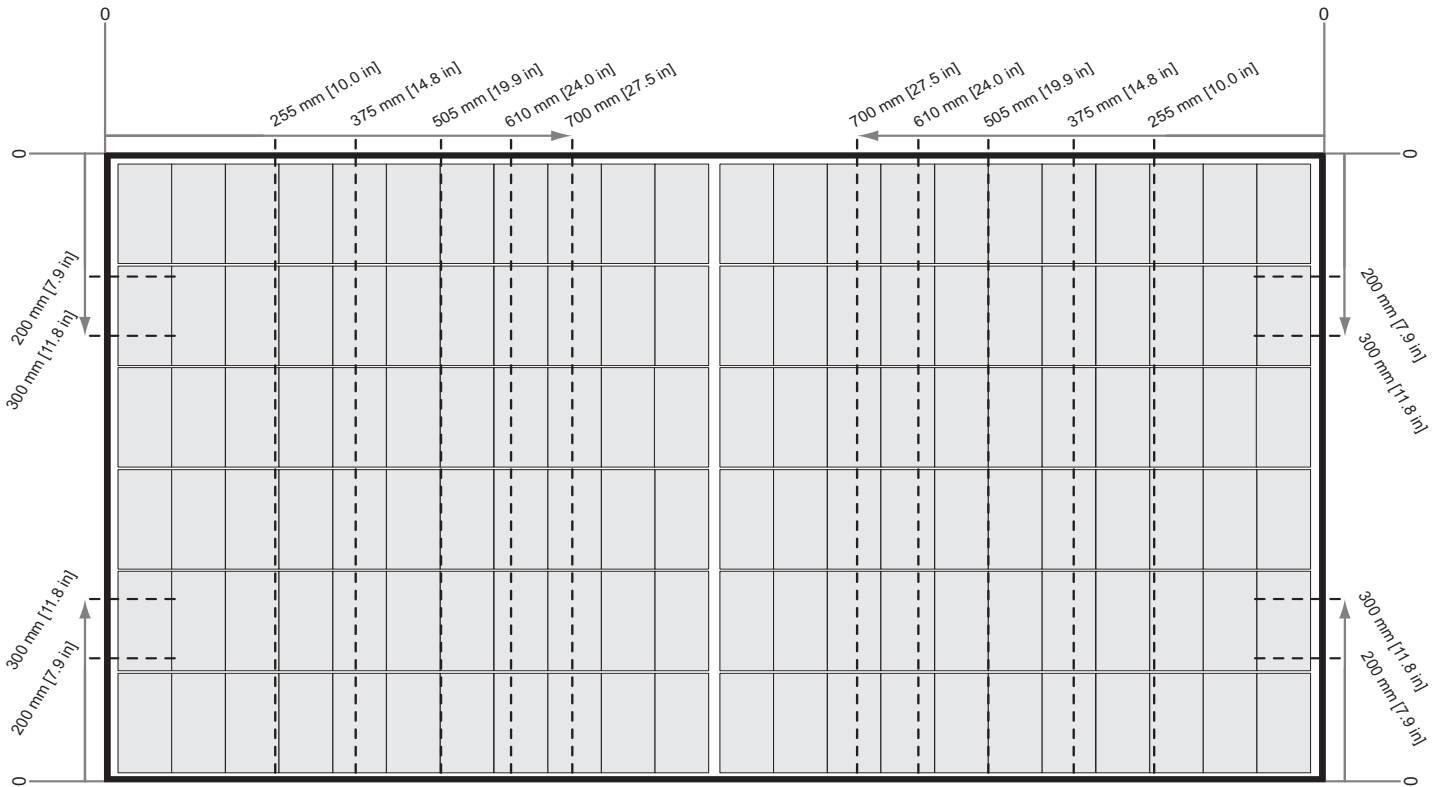 0
0
255 mm [10.0 in]
375 mm [14.8 in]
505 mm [19.9 in]
610 mm [24.0 in]
700 mm [27.5 in]
700 mm [27.5 in]
610 mm [24.0 in]
505 mm [19.9 in]
375 mm [14.8 in]
255 mm [10.0 in]
0
0
200 mm [7.9 in]
300 mm [11.8 in]
200 mm [7.9 in]
300 mm [11.8 in]
300 mm [11.8 in]
200 mm [7.9 in]
300 mm [11.8 in]
200 mm [7.9 in]
0
0